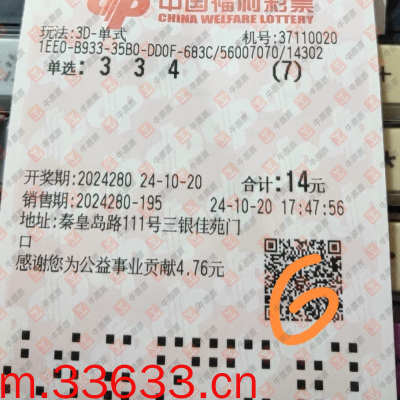 中国福利彩票
CHINA WELFARE LOTTERY
玩法:3D-单式 机号:37110020
1EE0-B933-35B0-DD0F-683C/56007070/14302
单选: 3 3 4 (7)
开奖期:2024280 24-10-20 合计:14元
销售期:2024280-195 24-10-20 17:47:56
地址:秦皇岛路111号三银佳苑门
口
感谢您为公益事业贡献4.76元
6
m.33633.cn